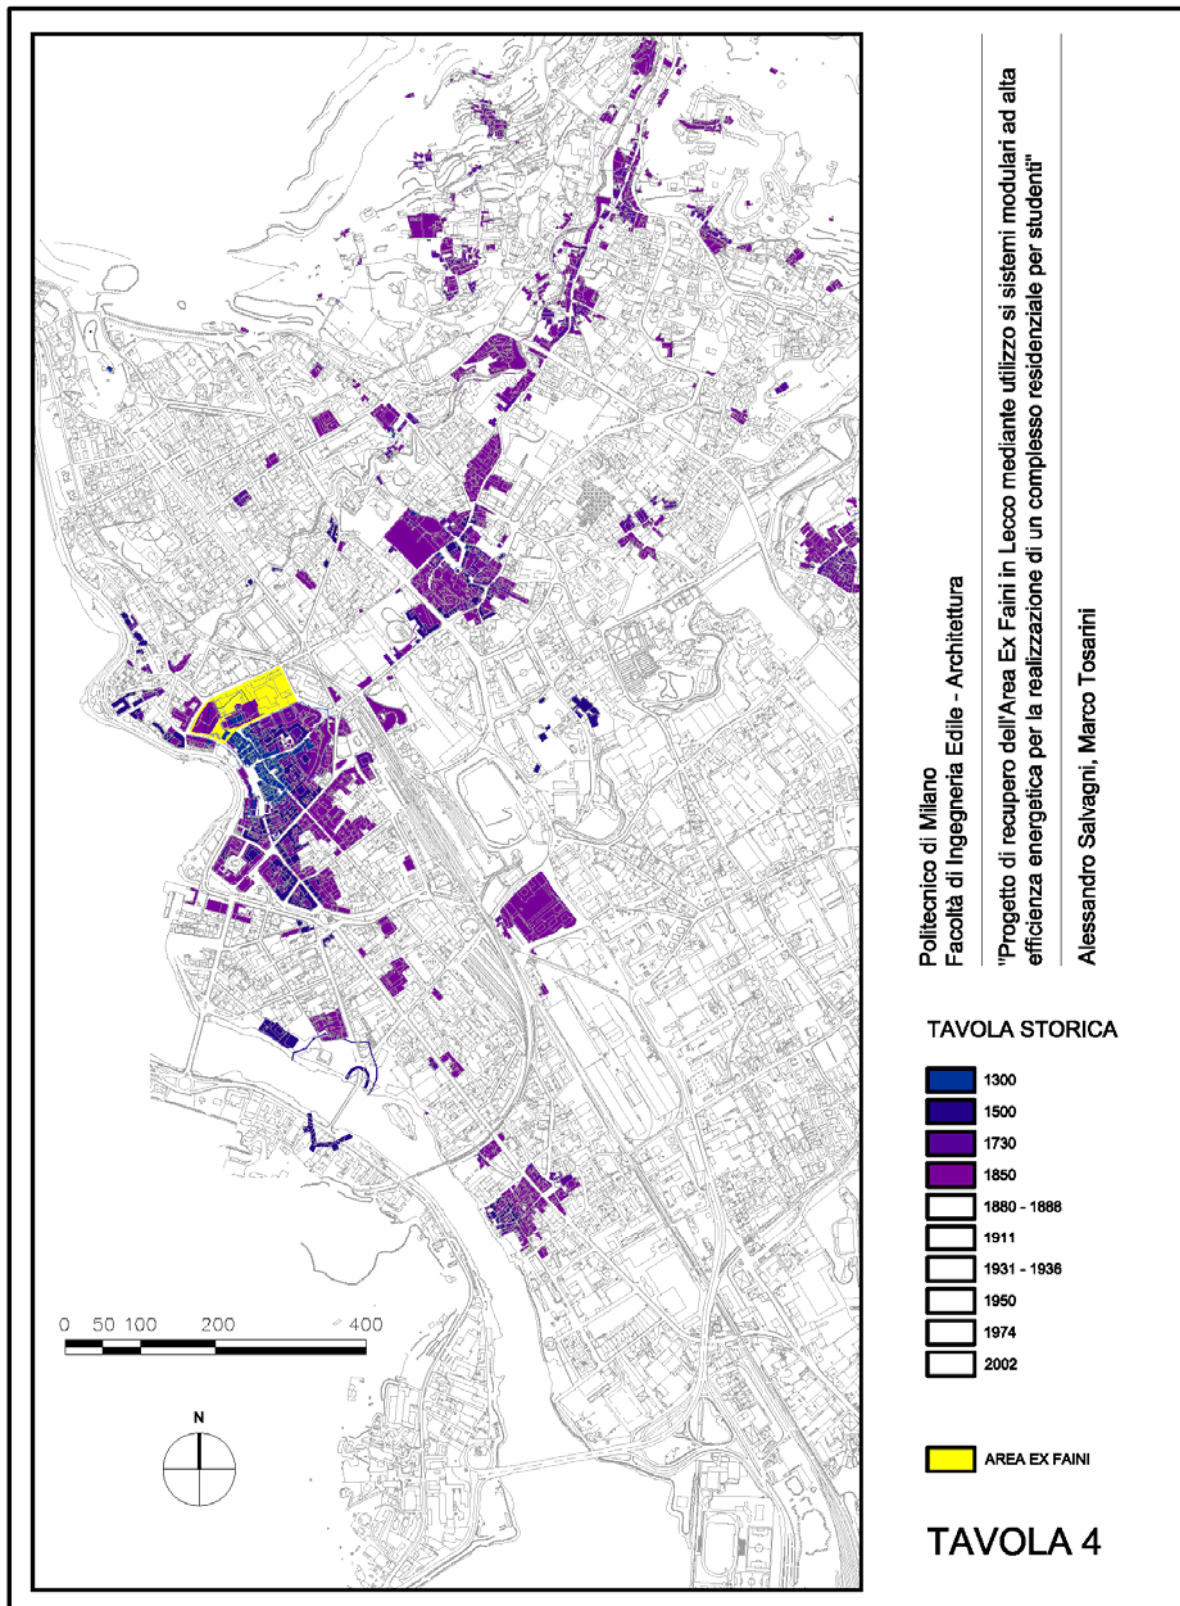 Politecnico di Milano
Facoltà di Ingegneria Edile - Architettura
"Progetto di recupero dell'Area Ex Faini in Lecco mediante utilizzo si sistemi modulari ad alta
efficienza energetica per la realizzazione di un complesso residenziale per studenti"
Alessandro Salvagni, Marco Tosarini
TAVOLA STORICA
1300
1500
1730
1850
1880 - 1888
1911
1931 - 1936
1950
1974
2002
AREA EX FAINI
TAVOLA 4
0 50 100 200 400
N